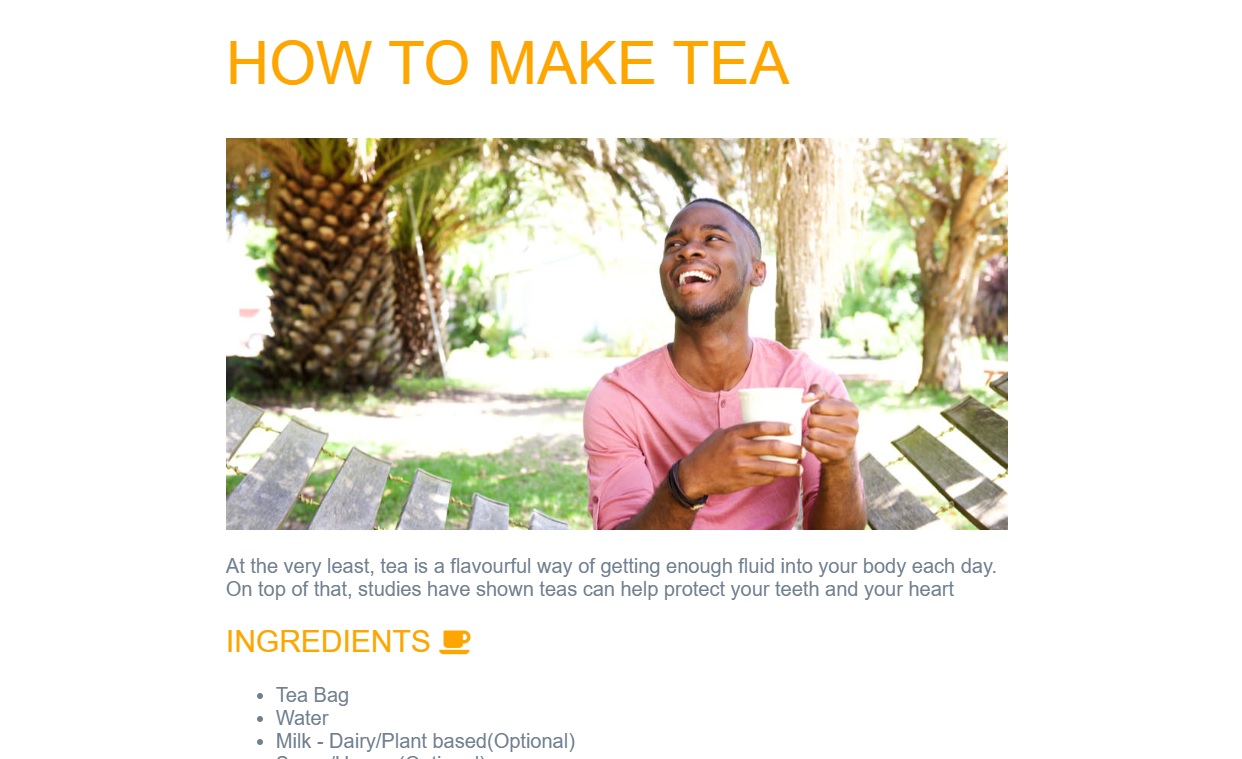 HOW TO MAKE TEA
At the very least, tea is a flavourful way of getting enough fluid into your body each day.
On top of that, studies have shown teas can help protect your teeth and your heart
INGREDIENTS
Tea Bag
Water
Milk - Dairy/Plant based(Optional)